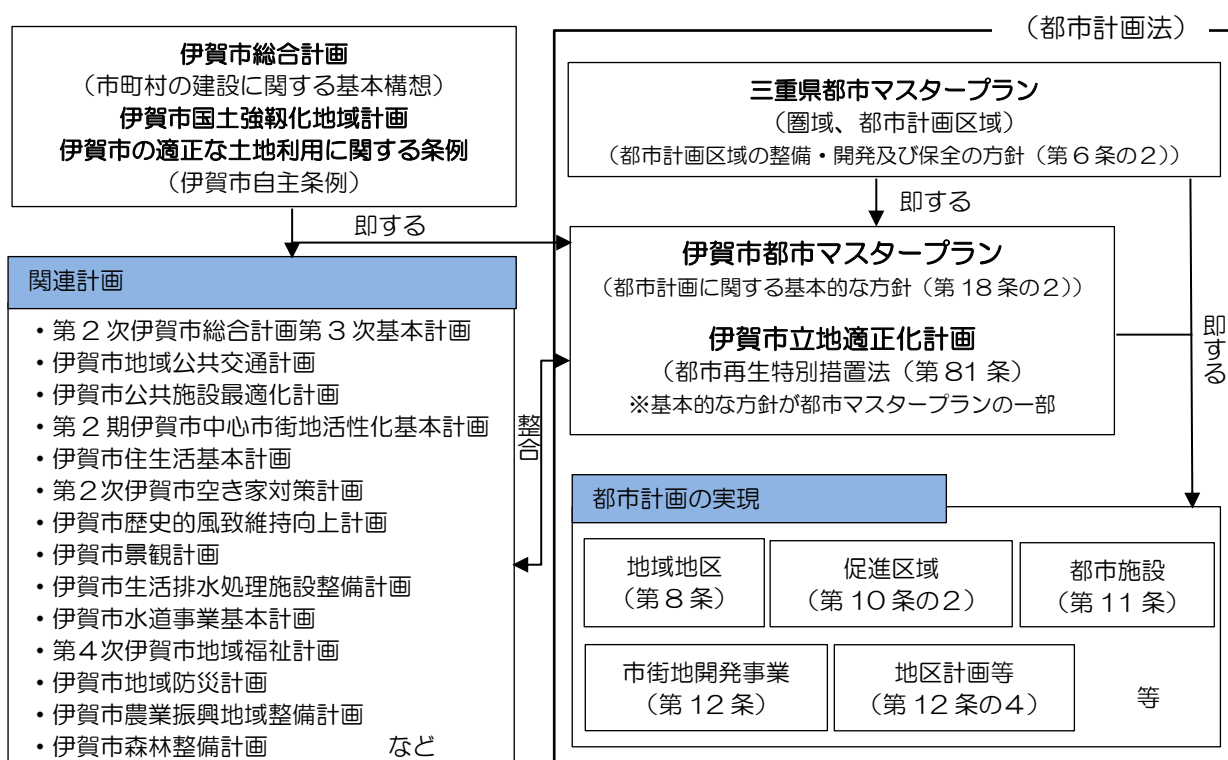 （都市計画法）
伊賀市総合計画
（市町村の建設に関する基本構想）
伊賀市国土強靱化地域計画
伊賀市の適正な土地利用に関する条例
（伊賀市自主条例）
三重県都市マスタープラン
（圏域、都市計画区域）
（都市計画区域の整備・開発及び保全の方針（第６条の２））
即する
即する
伊賀市都市マスタープラン
（都市計画に関する基本的な方針（第 18 条の２））
伊賀市立地適正化計画
（都市再生特別措置法（第 81 条）
※基本的な方針が都市マスタープランの一部
即する
関連計画
・第２次伊賀市総合計画第３次基本計画
・伊賀市地域公共交通計画
・伊賀市公共施設最適化計画
・第２期伊賀市中心市街地活性化基本計画
・伊賀市住生活基本計画
・第２次伊賀市空き家対策計画
・伊賀市歴史的風致維持向上計画
・伊賀市景観計画
・伊賀市生活排水処理施設整備計画
・伊賀市水道事業基本計画
・第４次伊賀市地域福祉計画
・伊賀市地域防災計画
・伊賀市農業振興地域整備計画
・伊賀市森林整備計画　など
整合
都市計画の実現
地域地区
（第８条）
促進区域
（第 10 条の２）
都市施設
（第 11 条）
市街地開発事業
（第 12 条）
地区計画等
（第 12 条の４）
等